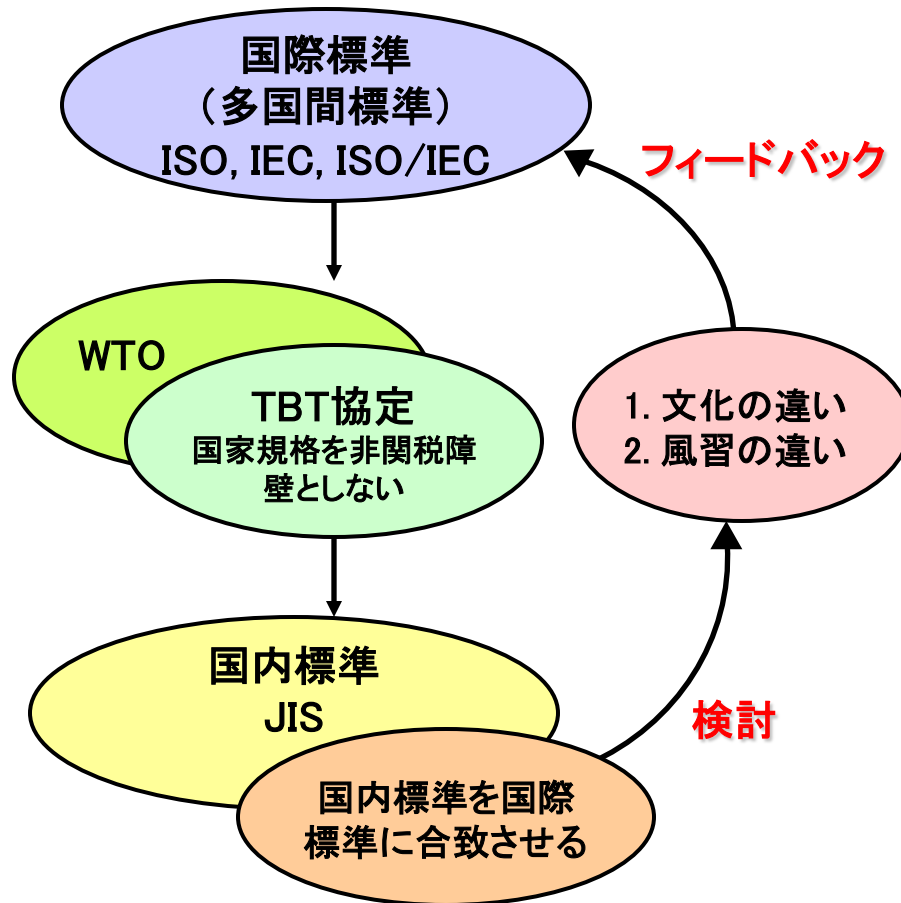 国際標準
（多国間標準）
ISO, IEC, ISO/IEC
フィードバック
WTO
TBT協定
国家規格を非関税障
壁としない
1. 文化の違い
2. 風習の違い
国内標準
JIS
検討
国内標準を国際
標準に合致させる